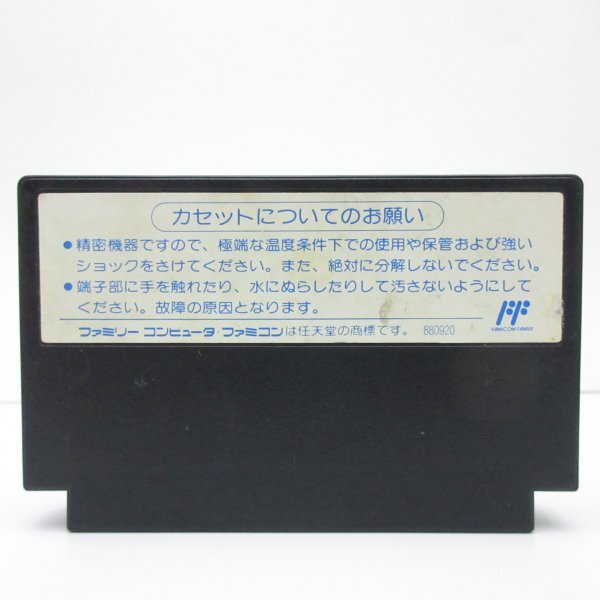 カセットについてのお願い
●精密機器ですので、極端な温度条件下での使用や保管および強い
ショックをさけてください。また、絶対に分解しないでください。
●端子部に手を触れたり、水にぬらしたりして汚さないようにして
ください。故障の原因となります。
FAMICOM FAMILY
ファミリー コンピュータ・ファミコンは任天堂の商標です。 880920